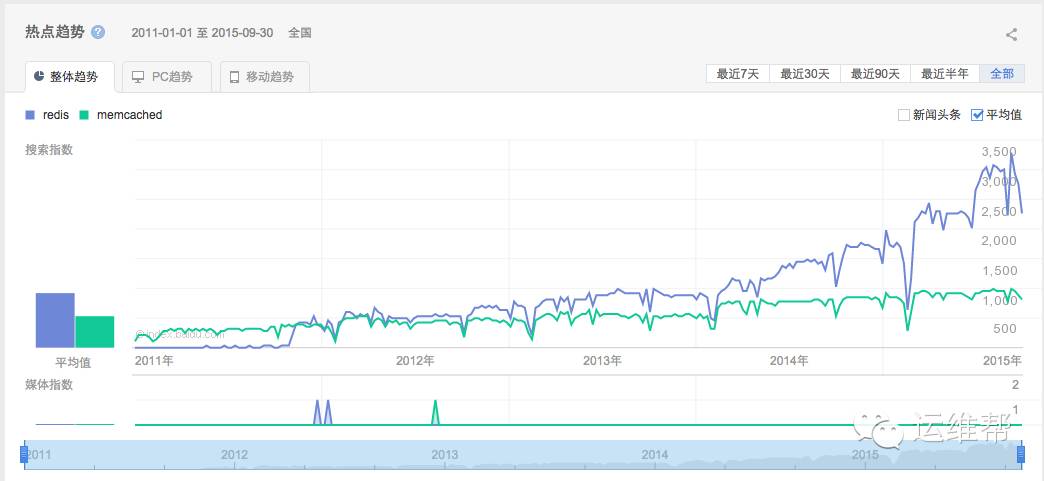 热点趋势 ? 2011-01-01 至 2015-09-30 全国
整体趋势 PC趋势 移动趋势 最近7天 最近30天 最近90天 最近半年 全部
redis memcached 新闻头条 平均值
搜索指数
3,500
3,000
2,500
2,000
1,500
1,000
500
©index.baidu.com
平均值 2011年 2012年 2013年 2014年 2015年
媒体指数 2
1
运维帮
2011 2012 2013 2014 2015